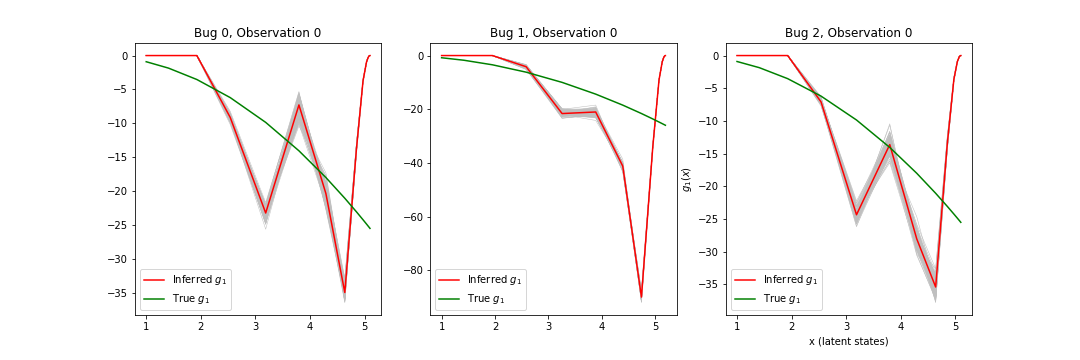 Bug 0, Observation 0
0
−5
−10
−15
−20
−25
−30
−35
1 2 3 4 5
Inferred g₁
True g₁
Bug 1, Observation 0
0
−20
−40
−60
−80
1 2 3 4 5
Inferred g₁
True g₁
Bug 2, Observation 0
g₁(x)
0
−5
−10
−15
−20
−25
−30
−35
1 2 3 4 5
x (latent states)
Inferred g₁
True g₁